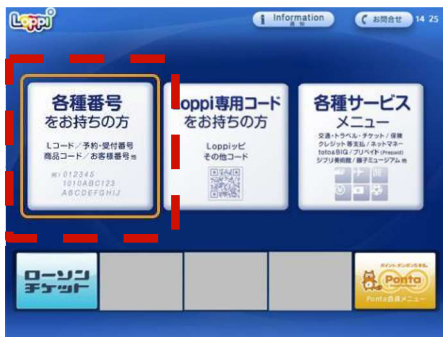 Loppi
Information
お問合せ
14 25
各種番号
をお持ちの方
Lコード/予約・受付番号
商品コード/お客様番号 他
1010ABC123
ABCDEFGHIJ
oppi専用コード
をお持ちの方
Loppiッピ
その他コード
各種サービス
メニュー
交通・トラベル・チケット/保険
クレジット等支払/ネットマネー
totoBIG/プリペイド(Prepaid)
ジブリ美術館/藤子ミュージアム 他
ローソン
チケット
Ponta
Ponta会員メニュー